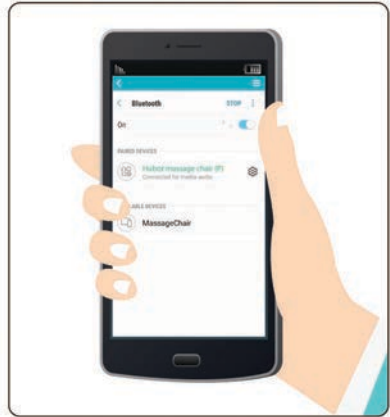 Bluetooth STOP
On
PAIRED DEVICES
massage chair (P)
Connected for media audio
ABLE DEVICES
MassageChair